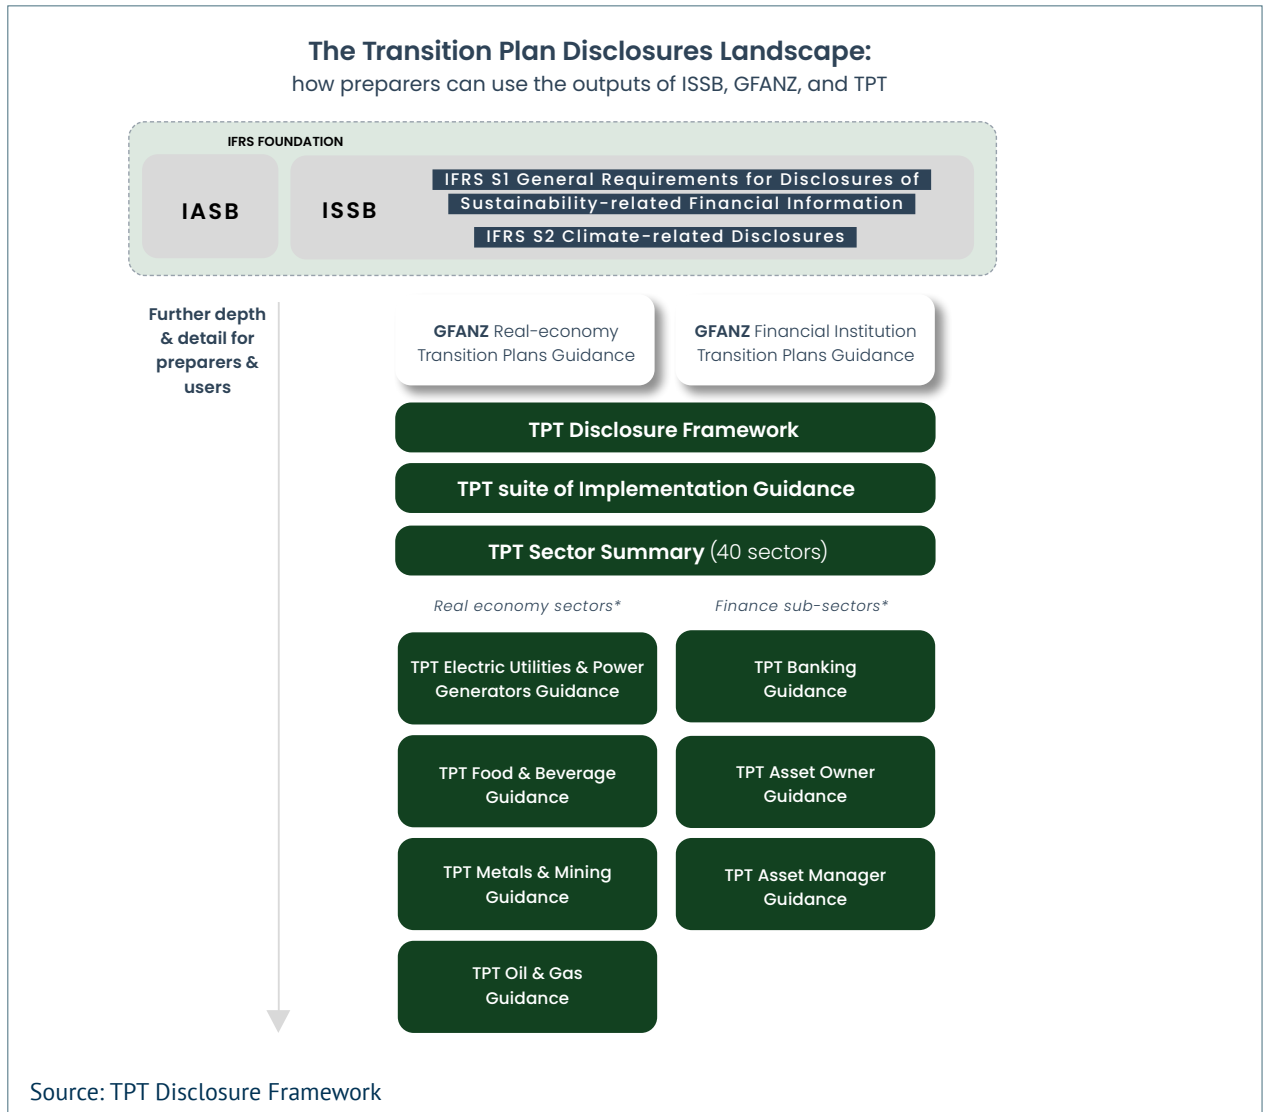 The Transition Plan Disclosures Landscape:
how preparers can use the outputs of ISSB, GFANZ, and TPT
IFRS FOUNDATION
IASB
ISSB
IFRS S1 General Requirements for Disclosures of
Sustainability-related Financial Information
IFRS S2 Climate-related Disclosures
Further depth
& detail for
preparers &
users
GFANZ Real-economy
Transition Plans Guidance
GFANZ Financial Institution
Transition Plans Guidance
TPT Disclosure Framework
TPT suite of Implementation Guidance
TPT Sector Summary (40 sectors)
Real economy sectors*
Finance sub-sectors*
TPT Electric Utilities & Power
Generators Guidance
TPT Banking
Guidance
TPT Food & Beverage
Guidance
TPT Asset Owner
Guidance
TPT Metals & Mining
Guidance
TPT Asset Manager
Guidance
TPT Oil & Gas
Guidance
Source: TPT Disclosure Framework